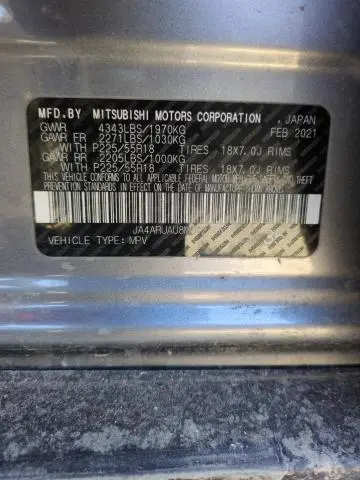 MFD.BY MITSUBISHI MOTORS CORPORATION , JAPAN
GVWR 4343LBS/1970KG FEB 2021
GAWR FR 2271LBS/1030KG
WITH P225/55R18 TIRES 18X7.0J RIMS
GAWR RR 2205LBS/1000KG
WITH P225/55R18 TIRES 18X7.0J RIMS
THIS VEHICLE CONFORMS TO ALL APPLICABLE
FEDERAL MOTOR VEHICLE SAFETY, BUMPER, AND THEFT
PREVENTION STANDARDS IN EFFECT ON THE DATE OF
MANUFACTURE SHOWN ABOVE.
JA4ARUAU8M
VEHICLE TYPE: MPV